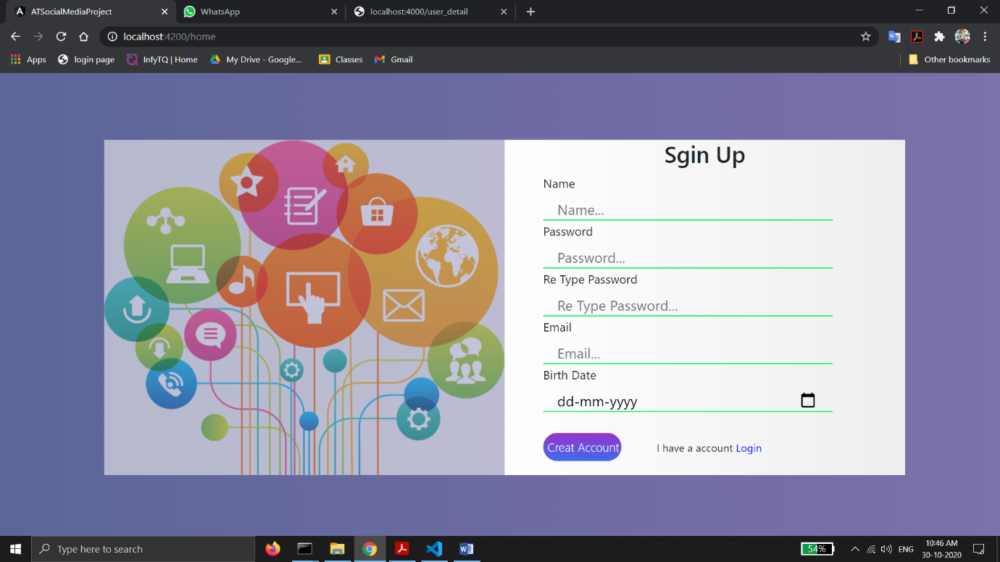 ATSocialMediaProject
WhatsApp
localhost:4000/user_detail
localhost:4200/home
Apps
login page
InfyTQ | Home
My Drive - Google...
Classes
Gmail
Other bookmarks
Sgin Up
Name
Name...
Password
Password...
Re Type Password
Re Type Password...
Email
Email...
Birth Date
dd-mm-yyyy
Creat Account
I have a account Login
Type here to search
54%
ENG
10:46 AM
30-10-2020